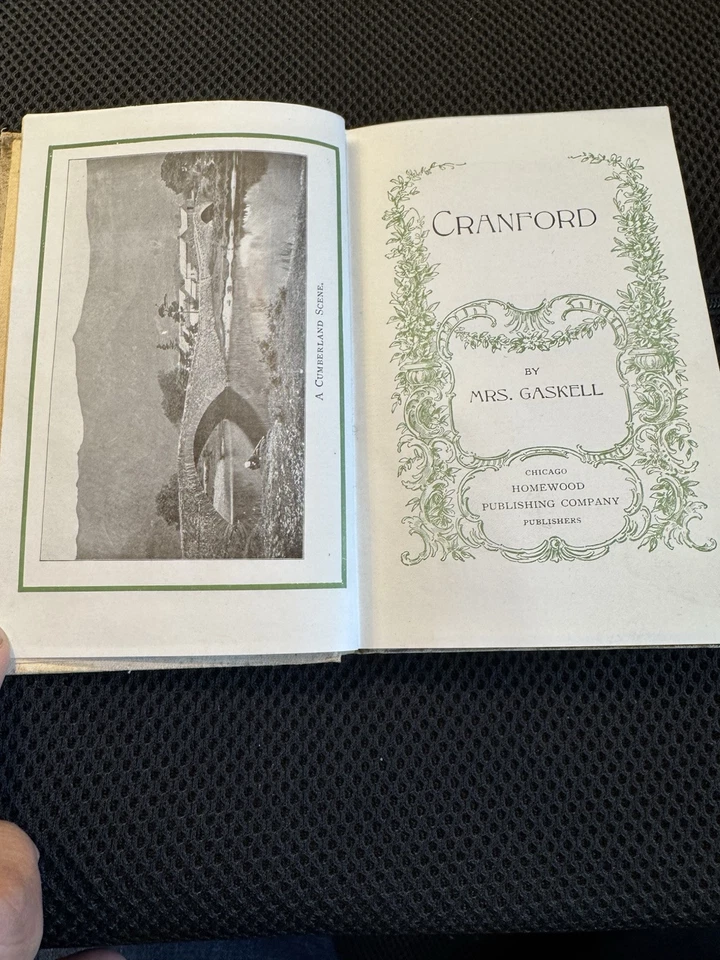 A CUMBERLAND SCENE.
CRANFORD
BY
MRS. GASKELL
CHICAGO
HOMEWOOD
PUBLISHING COMPANY
PUBLISHERS